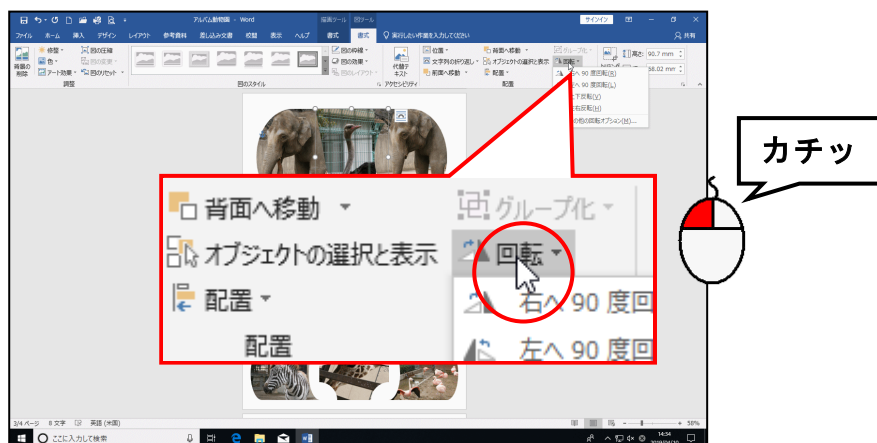 アルバム動物園 - Word
描画ツール 図ツール
サインイン
ファイル ホーム 挿入 デザイン レイアウト 参考資料 差し込み文書 校閲 表示 ヘルプ 書式 書式 実行したい作業を入力してください 共有
背景の
削除
修整
色
アート効果
図の圧縮
図の変更
図のリセット
調整
図のスタイル
図の枠線
図の効果
図のレイアウト
代替テ
キスト
アクセシビリティ
位置
文字列の折り返し
前面へ移動
背面へ移動
オブジェクトの選択と表示
配置
グループ化
回転
配置
高さ: 90.7 mm
58.02 mm
右へ 90 度回転(R)
左へ 90 度回転(L)
上下反転(V)
左右反転(H)
その他の回転オプション(M)...
カチッ
背面へ移動 グループ化
オブジェクトの選択と表示 回転
配置 右へ 90 度回
配置 左へ 90 度回
3/4 ページ 8 文字 英語 (米国) 58%
ここに入力して検索
14:34
2019/04/20